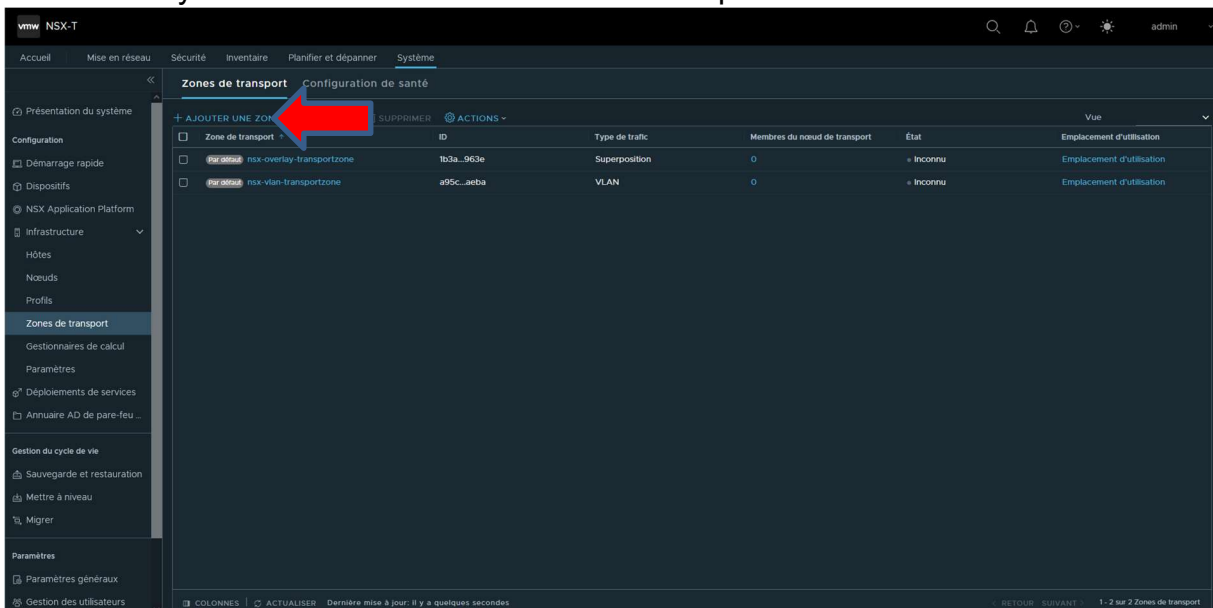 vmw NSX-T
admin
Accueil Mise en réseau Sécurité Inventaire Planifier et dépanner Système
Zones de transport Configuration de santé
Présentation du système
Configuration
Démarrage rapide
Dispositifs
NSX Application Platform
Infrastructure
Hôtes
Nœuds
Profils
Zones de transport
Gestionnaires de calcul
Paramètres
Déploiements de services
Annuaire AD de pare-feu ...
Gestion du cycle de vie
Sauvegarde et restauration
Mettre à niveau
Migrer
Paramètres
Paramètres généraux
Gestion des utilisateurs
+ AJOUTER UNE SUPPRIMER ACTIONS
Vue
Zone de transport ID Type de trafic Membres du nœud de transport État Emplacement d'utilisation
Par défaut nsx-overlay-transportzone 1b3a...963e Superposition 0 Inconnu Emplacement d'utilisation
Par défaut nsx-vlan-transportzone a95c...aeba VLAN 0 Inconnu Emplacement d'utilisation
COLONNES ACTUALISER Dernière mise à jour: il y a quelques secondes
RETOUR SUIVANT 1 - 2 sur 2 Zones de transport